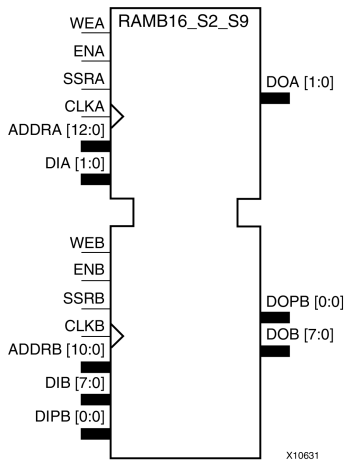 RAMB16_S2_S9
WEA
ENA
SSRA
CLKA
ADDRA [12:0]
DIA [1:0]
DOA [1:0]
WEB
ENB
SSRB
CLKB
ADDRB [10:0]
DIB [7:0]
DIPB [0:0]
DOPB [0:0]
DOB [7:0]
X10631